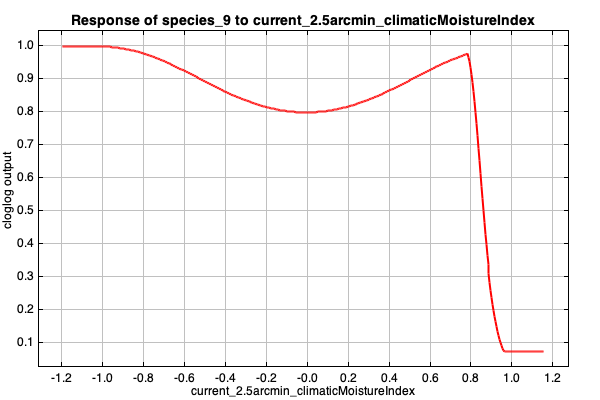 Response of species_9 to current_2.5arcmin_climaticMoistureIndex
cloglog output
1.0
0.9
0.8
0.7
0.6
0.5
0.4
0.3
0.2
0.1
-1.2 -1.0 -0.8 -0.6 -0.4 -0.2 -0.0 0.2 0.4 0.6 0.8 1.0 1.2
current_2.5arcmin_climaticMoistureIndex